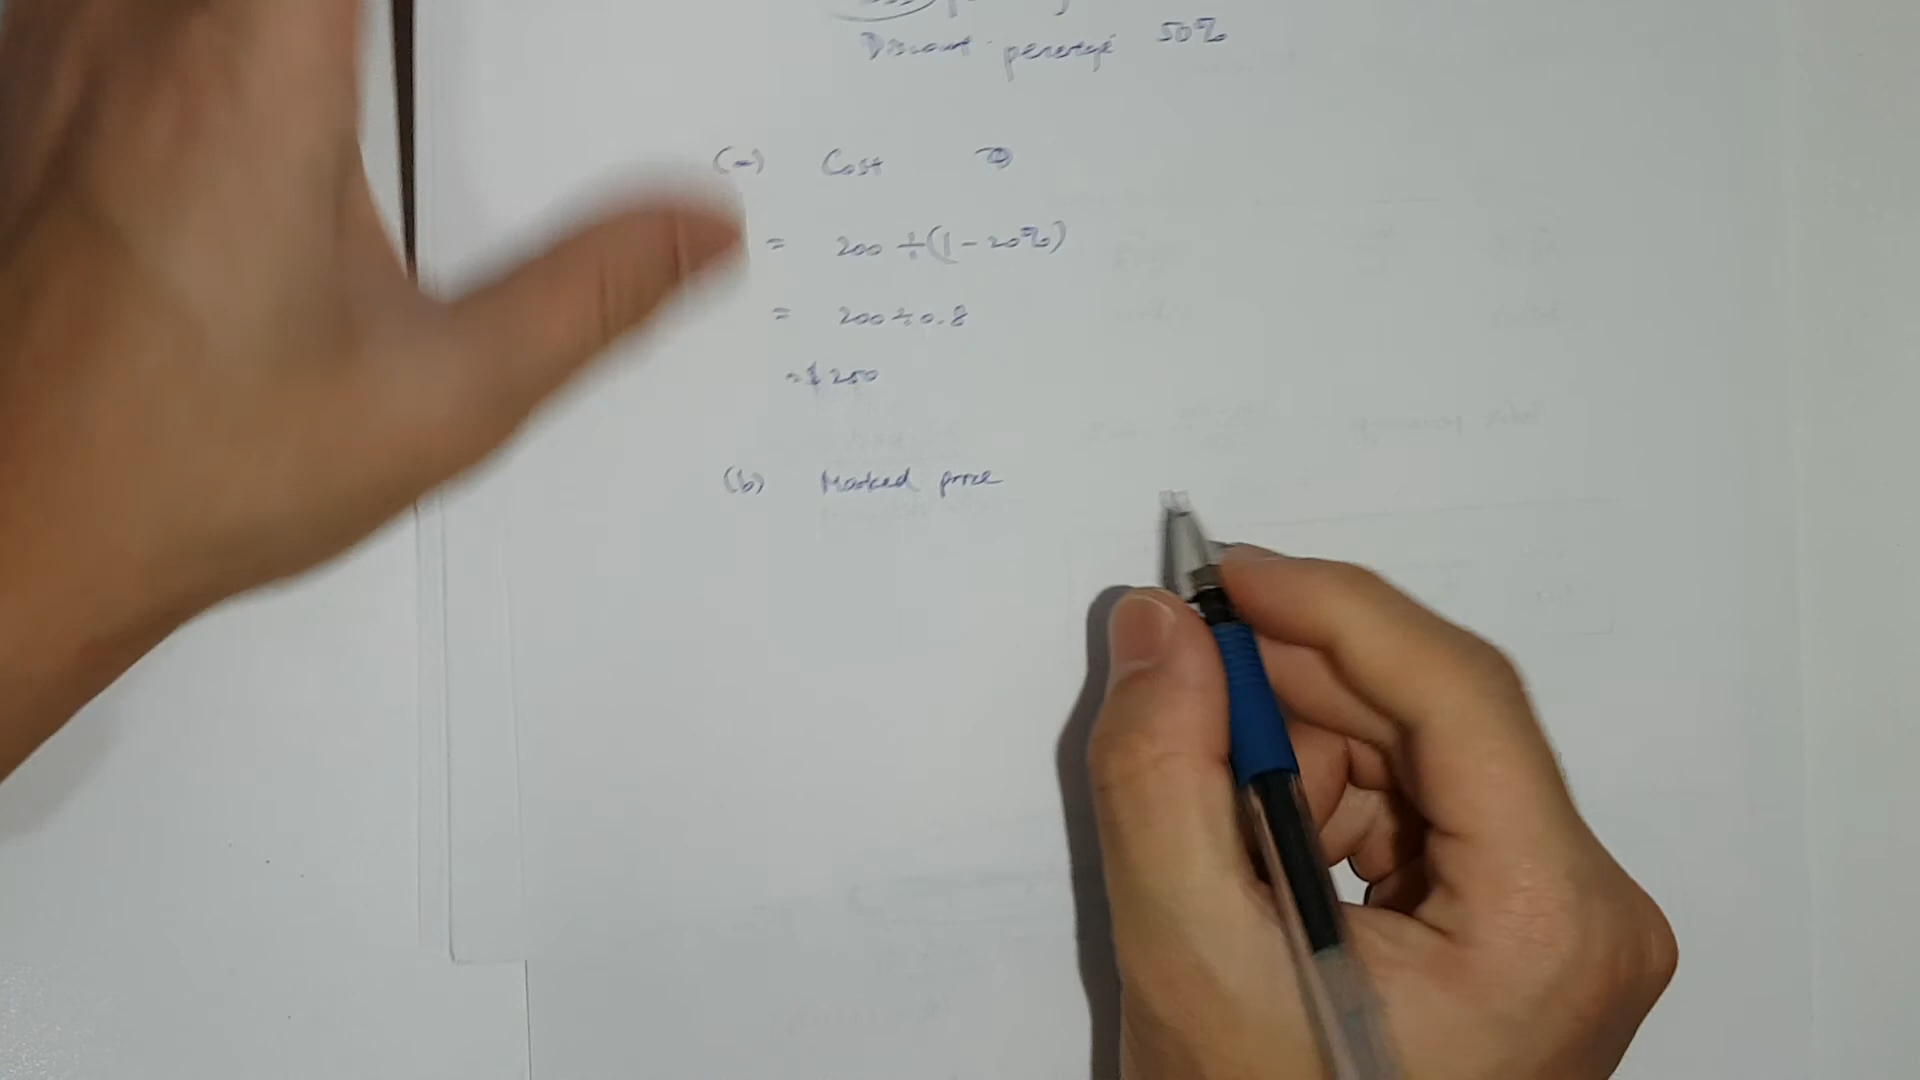 Discount percentage 50%
(a) Cost
= 200 ÷ (1 - 20%)
= 200 ÷ 0.8
= $ 250
(b) Marked price